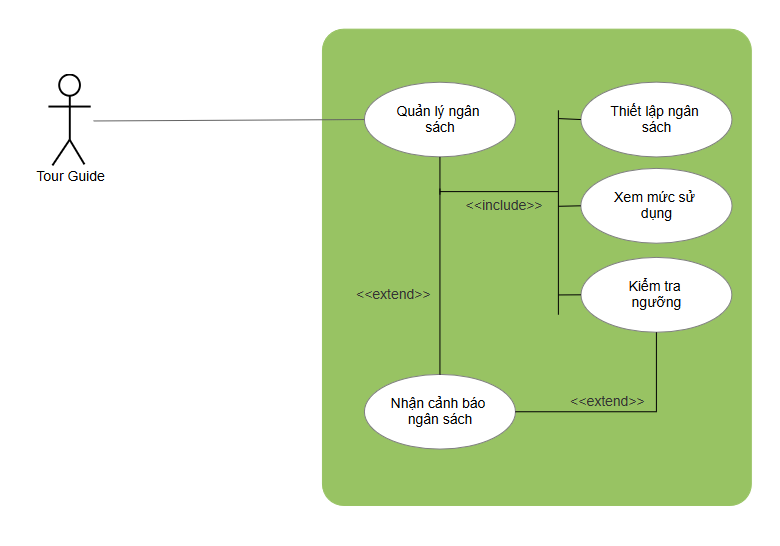 Tour Guide
Quản lý ngân
sách
Thiết lập ngân
sách
<<include>>
Xem mức sử
dụng
Kiểm tra
ngưỡng
<<extend>>
Nhận cảnh báo
ngân sách
<<extend>>